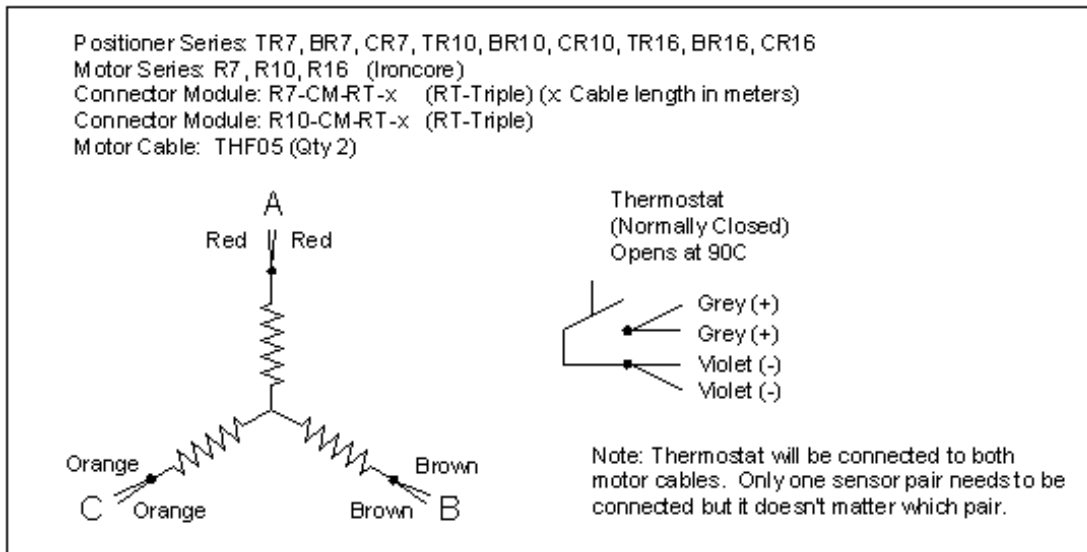 Positioner Series: TR7, BR7, CR7, TR10, BR10, CR10, TR16, BR16, CR16
Motor Series: R7, R10, R16 (Ironcore)
Connector Module: R7-CM-RT-x (RT-Triple) (x: Cable length in meters)
Connector Module: R10-CM-RT-x (RT-Triple)
Motor Cable: THF05 (Qty 2)
A
Red Red
Orange
C
Orange
Brown
Brown B
Thermostat
(Normally Closed)
Opens at 90C
Grey (+)
Grey (+)
Violet (-)
Violet (-)
Note: Thermostat will be connected to both
motor cables. Only one sensor pair needs to be
connected but it doesn't matter which pair.